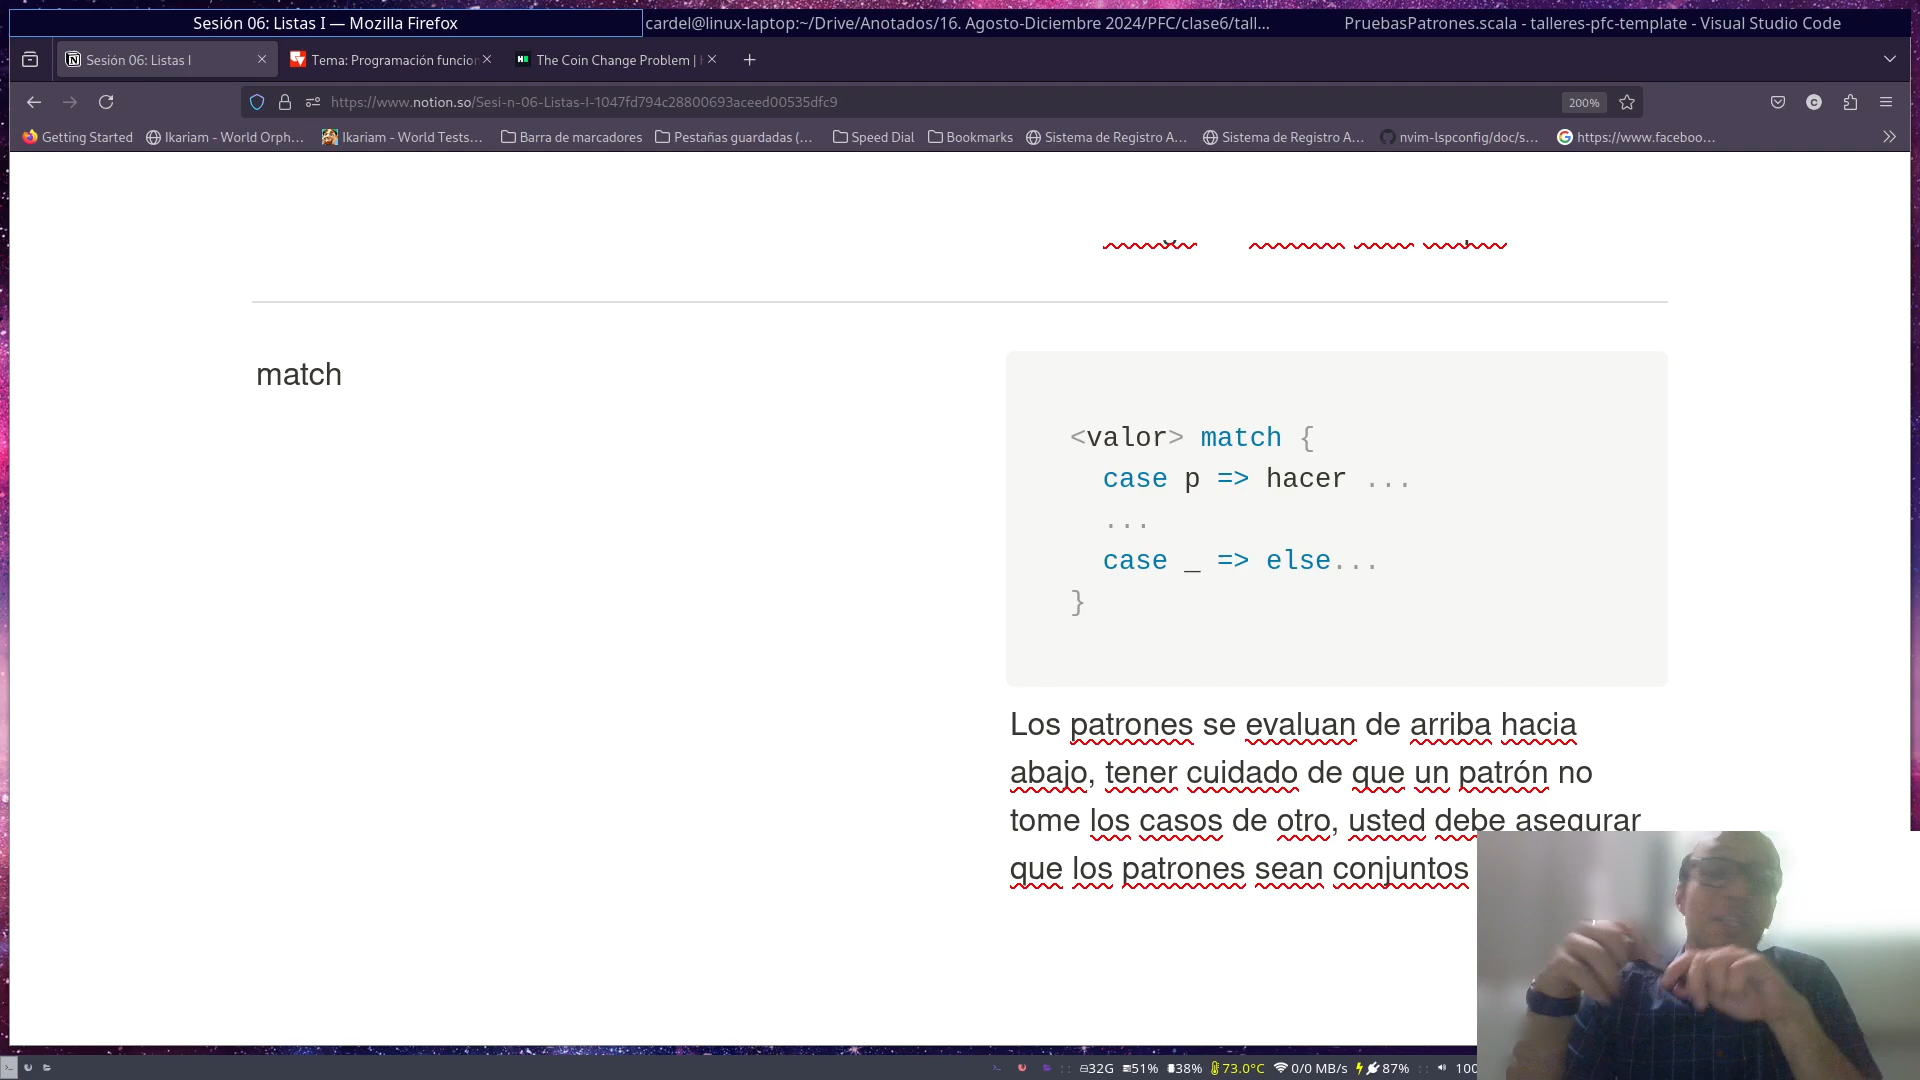 Sesión 06: Listas I — Mozilla Firefox
cardel@linux-laptop:~/Drive/Anotados/16. Agosto-Diciembre 2024/PFC/clase6/tall...
PruebasPatrones.scala - talleres-pfc-template - Visual Studio Code
Sesión 06: Listas I
Tema: Programación funcio
The Coin Change Problem |
https://www.notion.so/Sesi-n-06-Listas-I-1047fd794c28800693aceed00535dfc9
200%
Getting Started
Ikariam - World Orph...
Ikariam - World Tests...
Barra de marcadores
Pestañas guardadas (...
Speed Dial
Bookmarks
Sistema de Registro A...
Sistema de Registro A...
nvim-lspconfig/doc/s...
https://www.faceboo...
match
<valor> match {
case p => hacer ...
...
case _ => else...
}
Los patrones se evaluan de arriba hacia
abajo, tener cuidado de que un patrón no
tome los casos de otro, usted debe asegurar
que los patrones sean conjuntos
32G
51%
38%
73.0°C
0/0 MB/s
87%
100